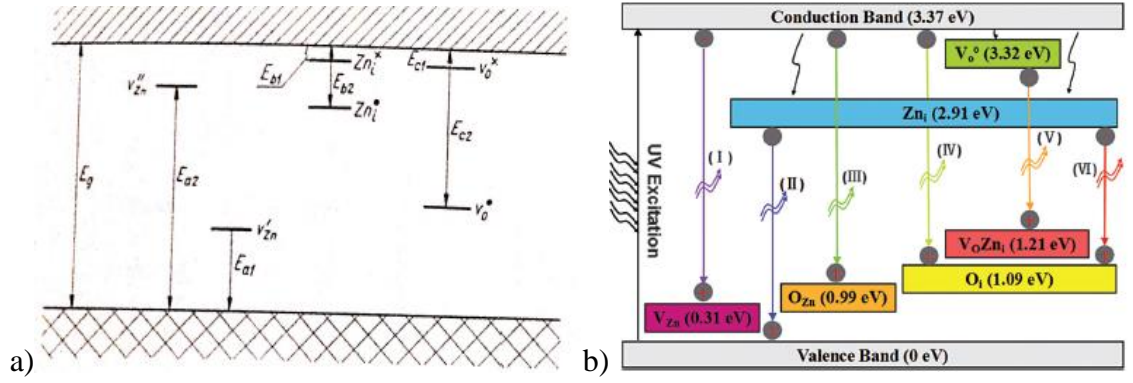 a)
E_g
v_Zn''
E_a2
v_Zn'
E_a1
E_b1
Zn_i^x
E_b2
Zn_i^•
E_c1
v_o^x
E_c2
v_o^•
b)
Conduction Band (3.37 eV)
V_o^o (3.32 eV)
Zn_i (2.91 eV)
UV Excitation
(I)
(II)
(III)
(IV)
(V)
(VI)
V_OZn_i (1.21 eV)
O_i (1.09 eV)
O_Zn (0.99 eV)
V_Zn (0.31 eV)
Valence Band (0 eV)